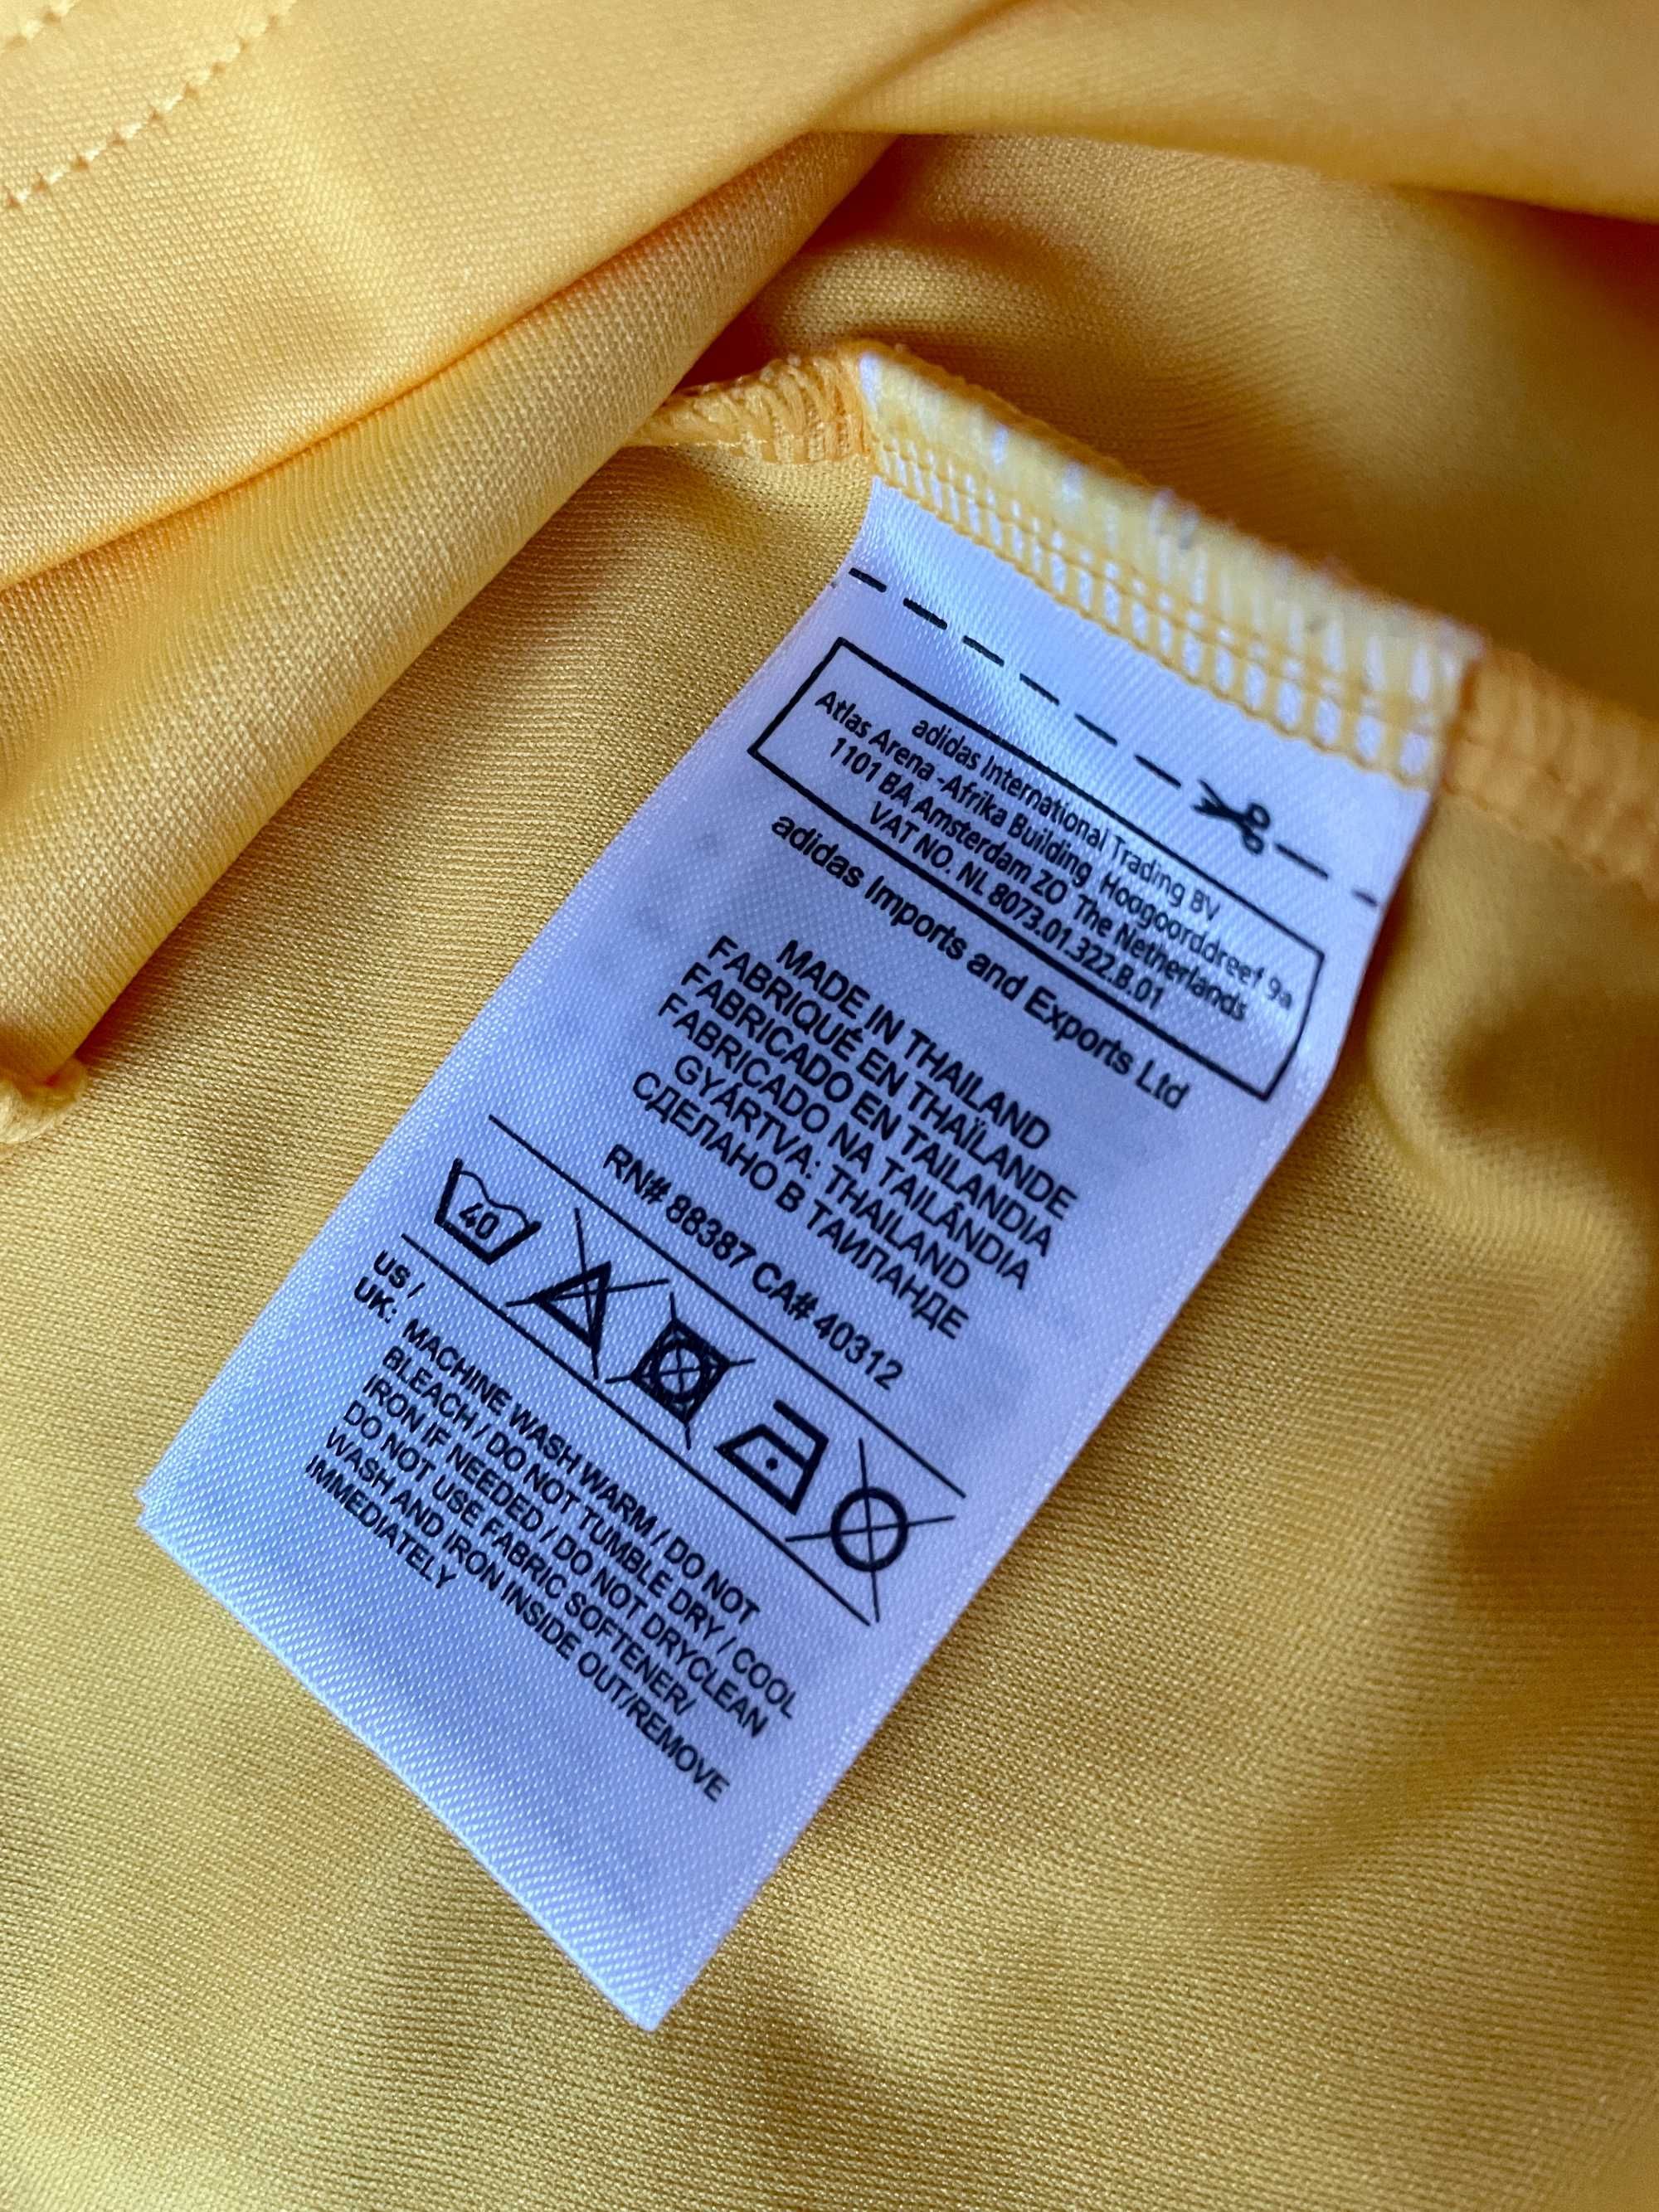 adidas International Trading BV
Atlas Arena -Afrika Building, Hoogoorddreef 9a
1101 BA Amsterdam ZO The Netherlands
VAT NO. NL 8073.01.322.B.01
adidas Imports and Exports Ltd
MADE IN THAILAND
FABRIQUÉ EN THAÏLANDE
FABRICADO EN TAILANDIA
FABRICADO NA TAILÂNDIA
GYÁRTVA: THAILAND
СДЕЛАНО В ТАИЛАНДЕ
RN# 88387 CA# 40312
40
US /
UK: MACHINE WASH WARM / DO NOT
BLEACH / DO NOT TUMBLE DRY / COOL
IRON IF NEEDED / DO NOT DRYCLEAN
DO NOT USE FABRIC SOFTENER/
WASH AND IRON INSIDE OUT/REMOVE
IMMEDIATELY